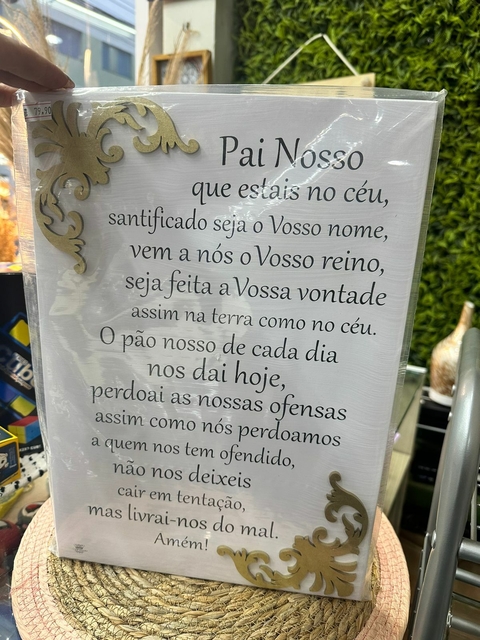 79,90
Pai Nosso
que estais no céu,
santificado seja o Vosso nome,
vem a nós o Vosso reino,
seja feita a Vossa vontade
assim na terra como no céu.
O pão nosso de cada dia
nos dai hoje,
perdoai as nossas ofensas
assim como nós perdoamos
a quem nos tem ofendido,
não nos deixeis
cair em tentação,
mas livrai-nos do mal.
Amém!